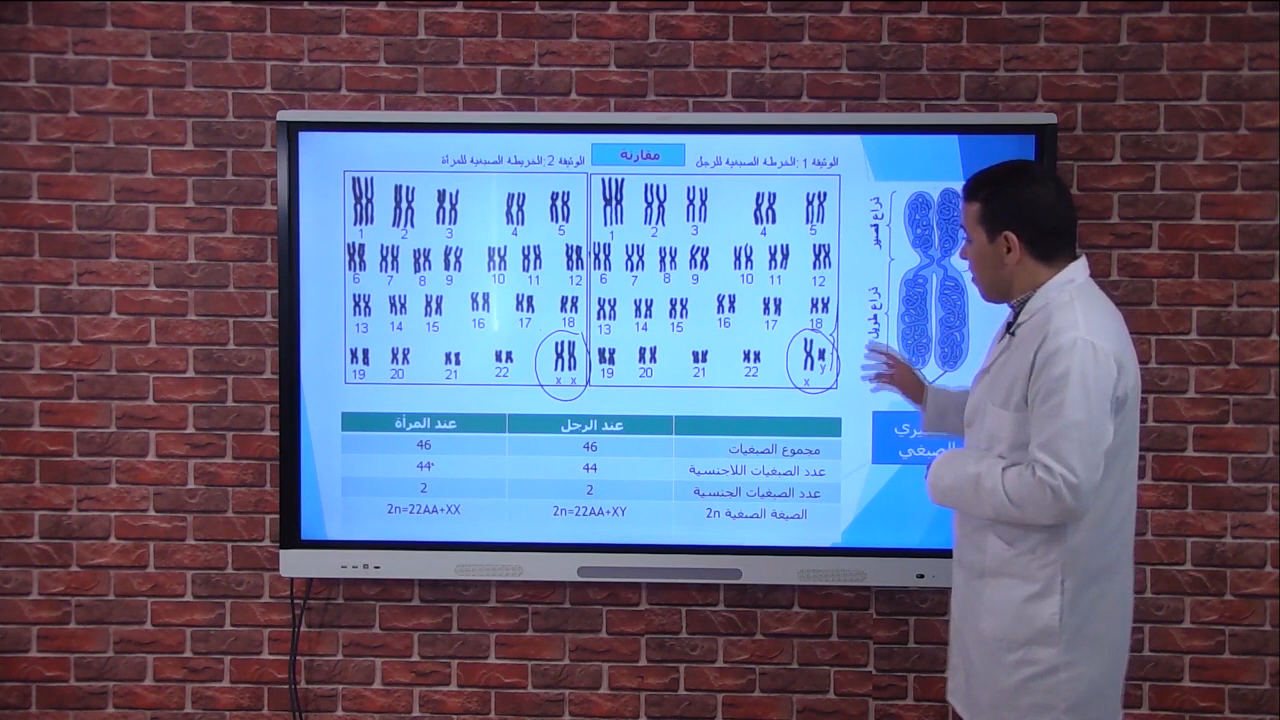 مقارنة
الوثيقة 1 :الخرطة الصبغية للرجل
الوثيقة 2 :الخريطة الصبغية للمرأة
1 2 3 4 5
6 7 8 9 10 11 12
13 14 15 16 17 18
19 20 21 22 x x
1 2 3 4 5
6 7 8 9 10 11 12
13 14 15 16 17 18
19 20 21 22 x y
ذراع قصير
ذراع طويل
عند الرجل عند المرأة
مجموع الصبغيات 46 46
عدد الصبغيات اللاجنسية 44 44
عدد الصبغيات الجنسية 2 2
الصيغة الصبغية 2n 2n=22AA+XY 2n=22AA+XX